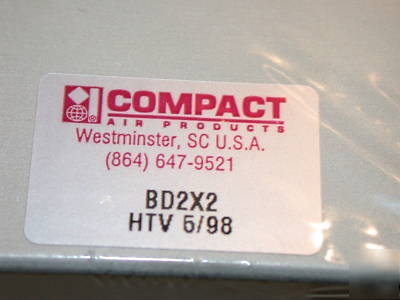 COMPACT
AIR PRODUCTS
Westminster, SC U.S.A.
(864) 647-9521
BD2X2
HTV 5/98